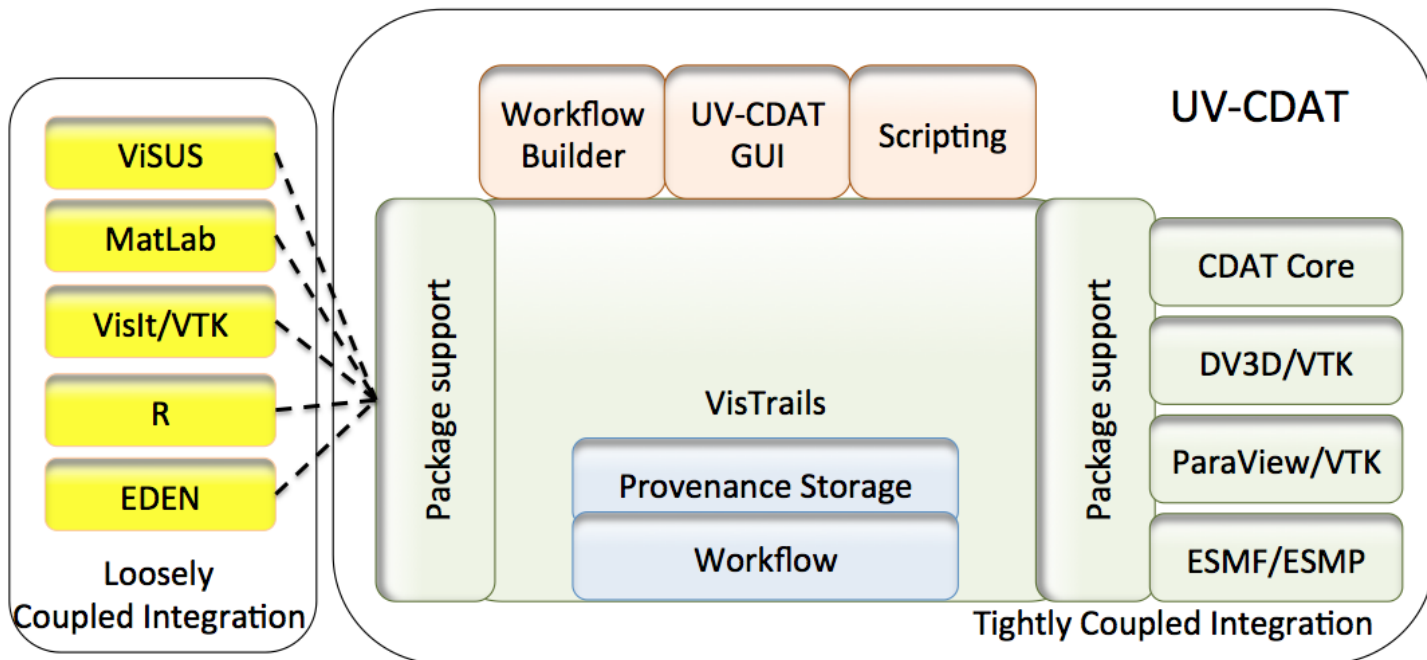 ViSUS
MatLab
VisIt/VTK
R
EDEN
Loosely
Coupled Integration
UV-CDAT
Workflow
Builder
UV-CDAT
GUI
Scripting
Package support
VisTrails
Provenance Storage
Workflow
Package support
CDAT Core
DV3D/VTK
ParaView/VTK
ESMF/ESMP
Tightly Coupled Integration